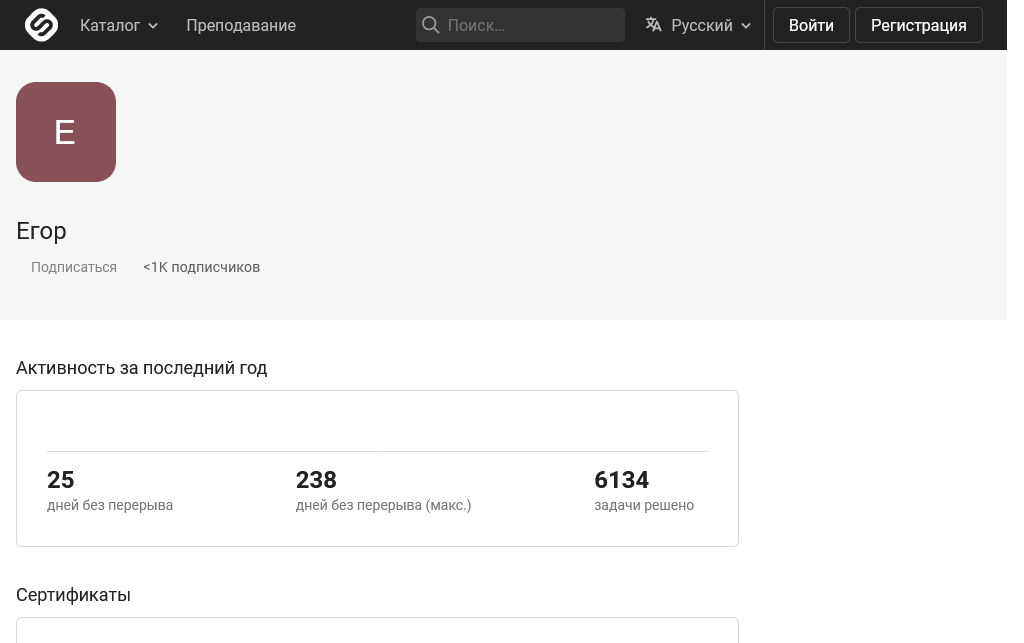 Каталог Преподавание Поиск... Русский Войти Регистрация
E
Егор
Подписаться <1K подписчиков
Активность за последний год
25 238 6134
дней без перерыва дней без перерыва (макс.) задачи решено
Сертификаты